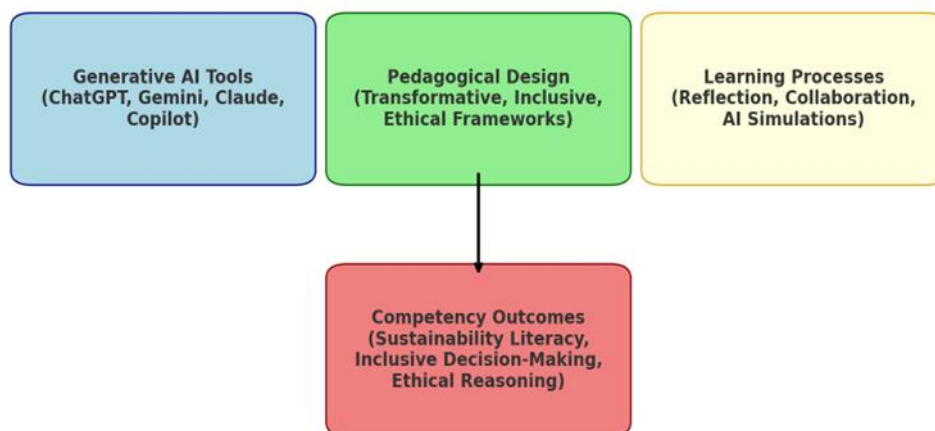 Generative AI Tools
(ChatGPT, Gemini, Claude,
Copilot)
Pedagogical Design
(Transformative, Inclusive,
Ethical Frameworks)
Learning Processes
(Reflection, Collaboration,
AI Simulations)
Competency Outcomes
(Sustainability Literacy,
Inclusive Decision-Making,
Ethical Reasoning)